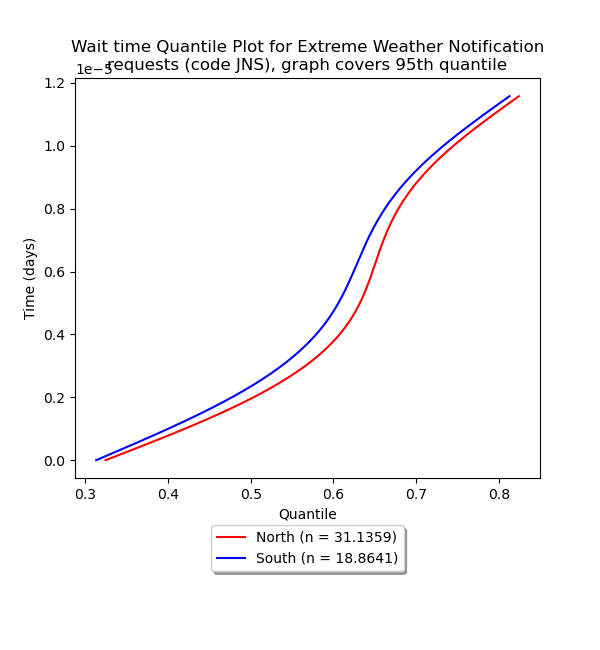 Wait time Quantile Plot for Extreme Weather Notification
requests (code JNS), graph covers 95th quantile
1e−5
1.2
1.0
0.8
0.6
0.4
0.2
0.0
Time (days)
0.3 0.4 0.5 0.6 0.7 0.8
Quantile
North (n = 31.1359)
South (n = 18.8641)